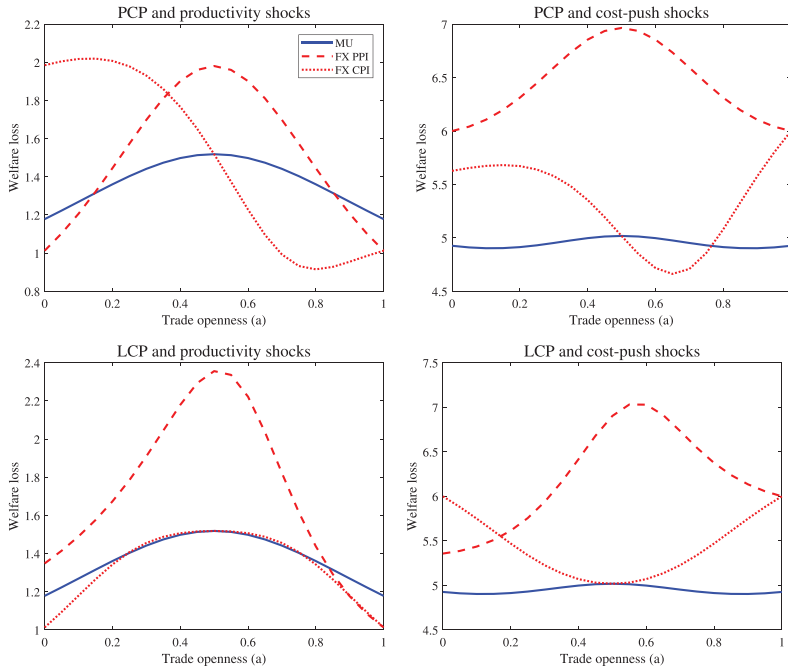 PCP and productivity shocks
2.2
2
1.8
1.6
1.4
1.2
1
0.8
Welfare loss
MU
FX PPI
FX CPI
0 0.2 0.4 0.6 0.8 1
Trade openness (a)
PCP and cost-push shocks
7
6.5
6
5.5
5
4.5
Welfare loss
0 0.2 0.4 0.6 0.8
Trade openness (a)
LCP and productivity shocks
2.4
2.2
2
1.8
1.6
1.4
1.2
1
Welfare loss
0 0.2 0.4 0.6 0.8 1
Trade openness (a)
LCP and cost-push shocks
7.5
7
6.5
6
5.5
5
4.5
Welfare loss
0 0.2 0.4 0.6 0.8 1
Trade openness (a)